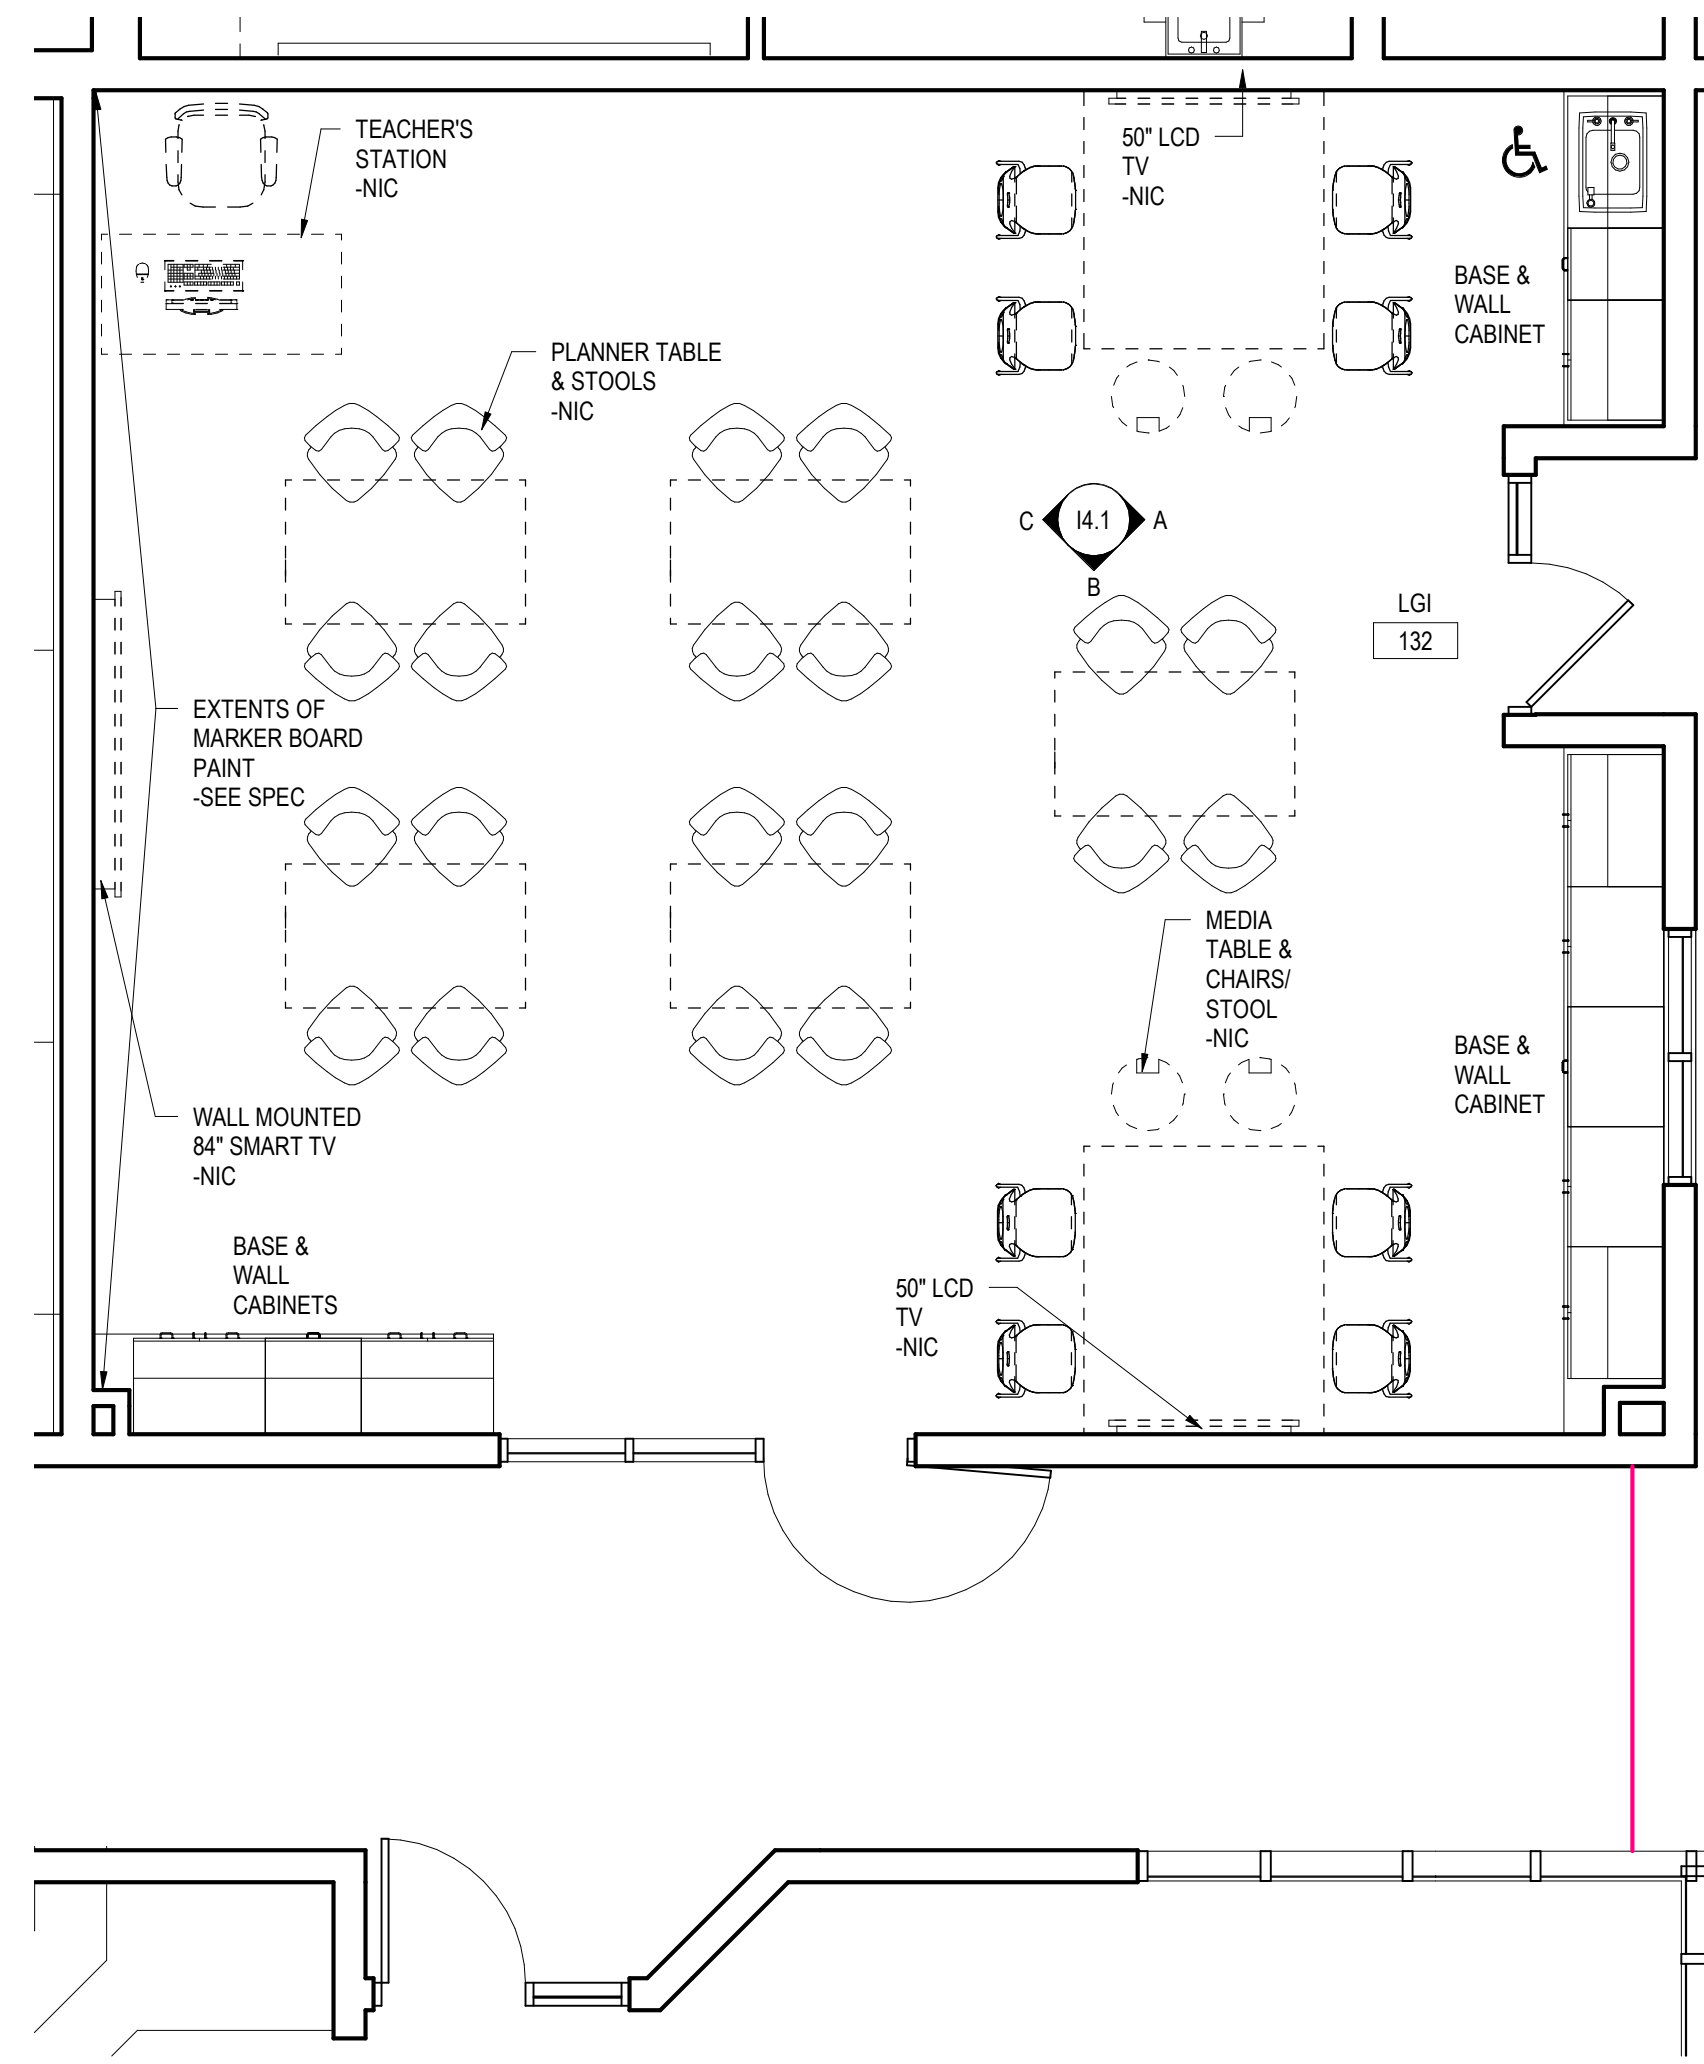 TEACHER'S
STATION
-NIC
50" LCD
TV
-NIC
BASE &
WALL
CABINET
PLANNER TABLE
& STOOLS
-NIC
C
I4.1
A
B
LGI
132
EXTENTS OF
MARKER BOARD
PAINT
-SEE SPEC
MEDIA
TABLE &
CHAIRS/
STOOL
-NIC
BASE &
WALL
CABINET
WALL MOUNTED
84" SMART TV
-NIC
BASE &
WALL
CABINETS
50" LCD
TV
-NIC